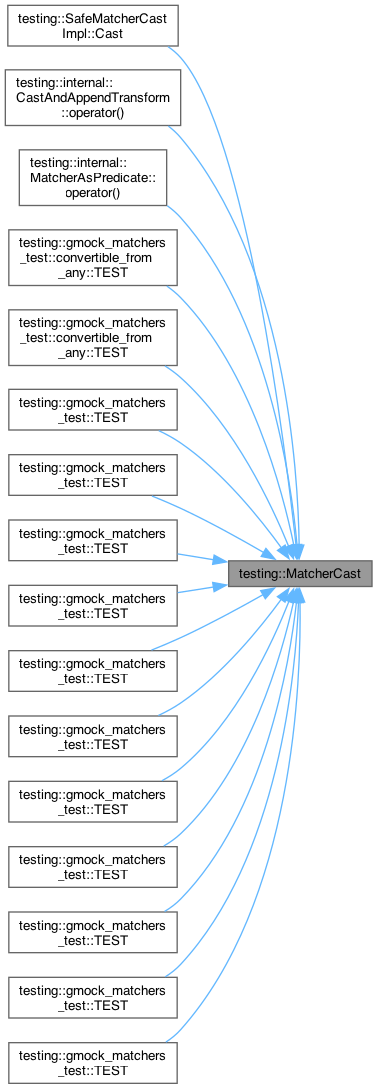 testing::SafeMatcherCast
Impl::Cast
testing::internal::
CastAndAppendTransform
::operator()
testing::internal::
MatcherAsPredicate::
operator()
testing::gmock_matchers
_test::convertible_from
_any::TEST
testing::gmock_matchers
_test::convertible_from
_any::TEST
testing::gmock_matchers
_test::TEST
testing::gmock_matchers
_test::TEST
testing::gmock_matchers
_test::TEST
testing::MatcherCast
testing::gmock_matchers
_test::TEST
testing::gmock_matchers
_test::TEST
testing::gmock_matchers
_test::TEST
testing::gmock_matchers
_test::TEST
testing::gmock_matchers
_test::TEST
testing::gmock_matchers
_test::TEST
testing::gmock_matchers
_test::TEST
testing::gmock_matchers
_test::TEST